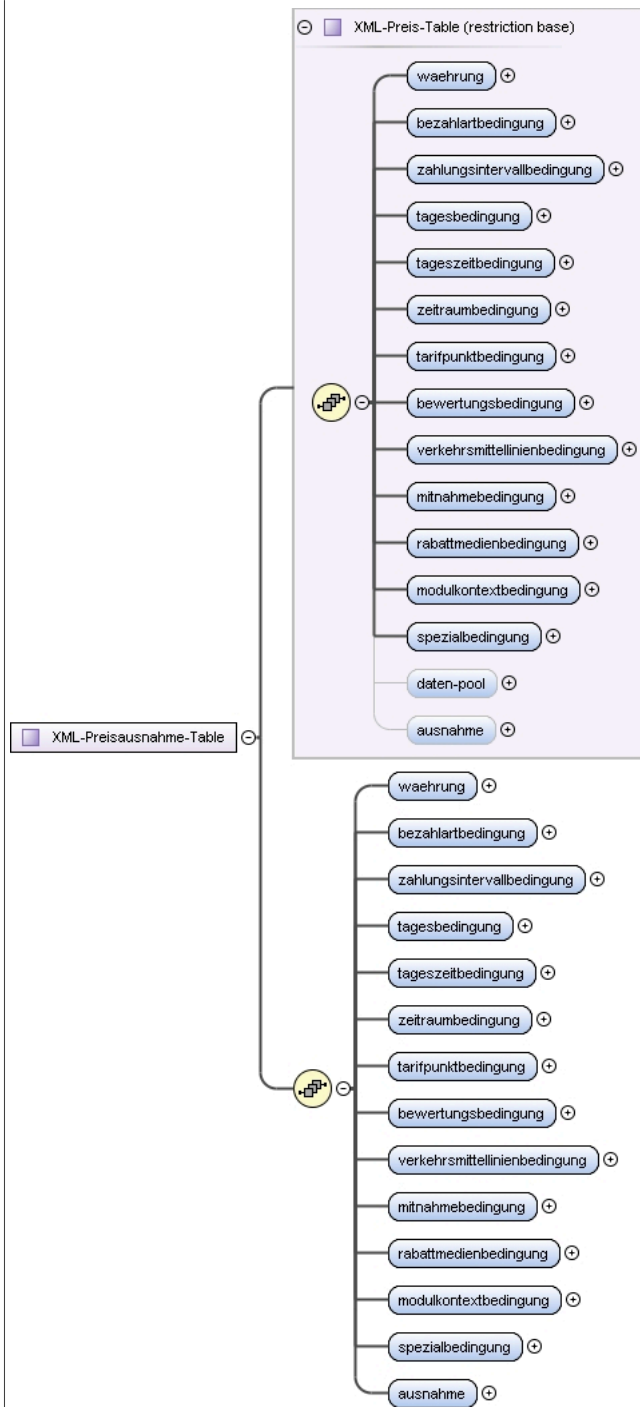 XML-Preis-Table (restriction base)
waehrung
bezahlartbedingung
zahlungsintervallbedingung
tagesbedingung
tageszeitbedingung
zeitraumbedingung
tarifpunktbedingung
bewertungsbedingung
verkehrsmittellinienbedingung
mitnahmebedingung
rabattmedienbedingung
modulkontextbedingung
spezialbedingung
daten-pool
ausnahme
XML-Preisausnahme-Table
waehrung
bezahlartbedingung
zahlungsintervallbedingung
tagesbedingung
tageszeitbedingung
zeitraumbedingung
tarifpunktbedingung
bewertungsbedingung
verkehrsmittellinienbedingung
mitnahmebedingung
rabattmedienbedingung
modulkontextbedingung
spezialbedingung
ausnahme